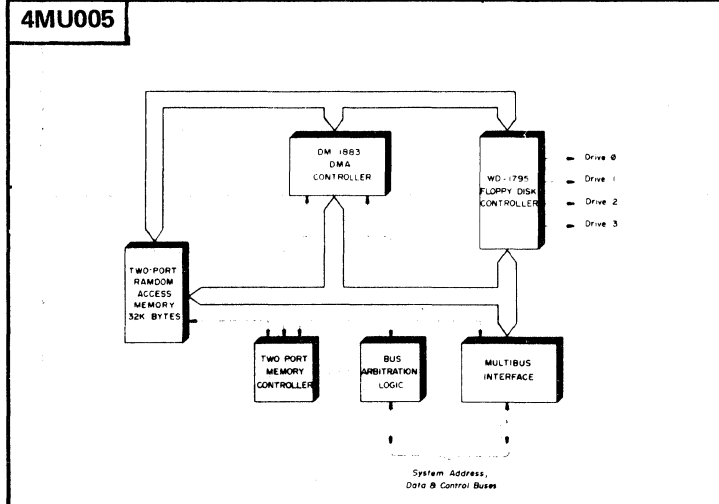 4MU005
DM 1883
DMA
CONTROLLER
WD-1795
FLOPPY DISK
CONTROLLER
Drive 0
Drive 1
Drive 2
Drive 3
TWO-PORT
RAMDOM
ACCESS
MEMORY
32K BYTES
TWO PORT
MEMORY
CONTROLLER
BUS
ARBITRATION
LOGIC
MULTIBUS
INTERFACE
System Address,
Data & Control Buses